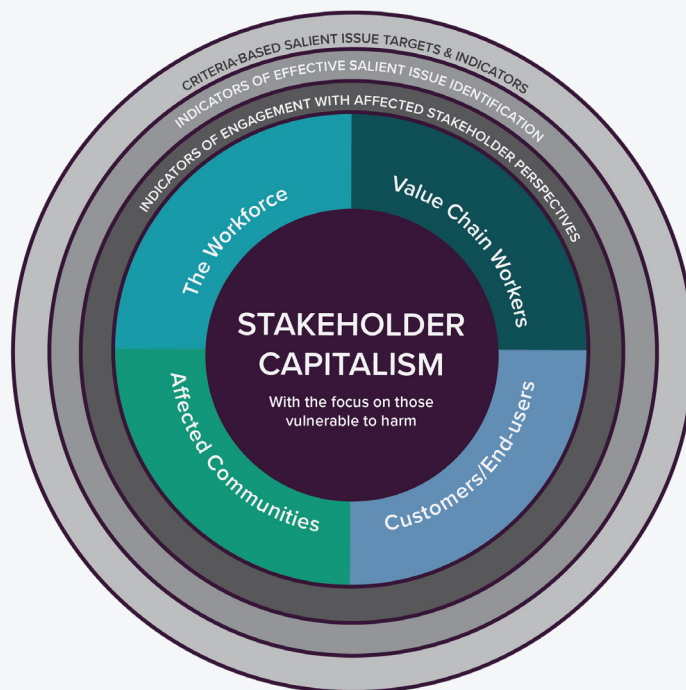 CRITERIA-BASED SALIENT ISSUE TARGETS & INDICATORS
INDICATORS OF EFFECTIVE SALIENT ISSUE IDENTIFICATION
INDICATORS OF ENGAGEMENT WITH AFFECTED STAKEHOLDER PERSPECTIVES
The Workforce
Value Chain Workers
STAKEHOLDER
CAPITALISM
With the focus on those
vulnerable to harm
Affected Communities
Customers/End-users